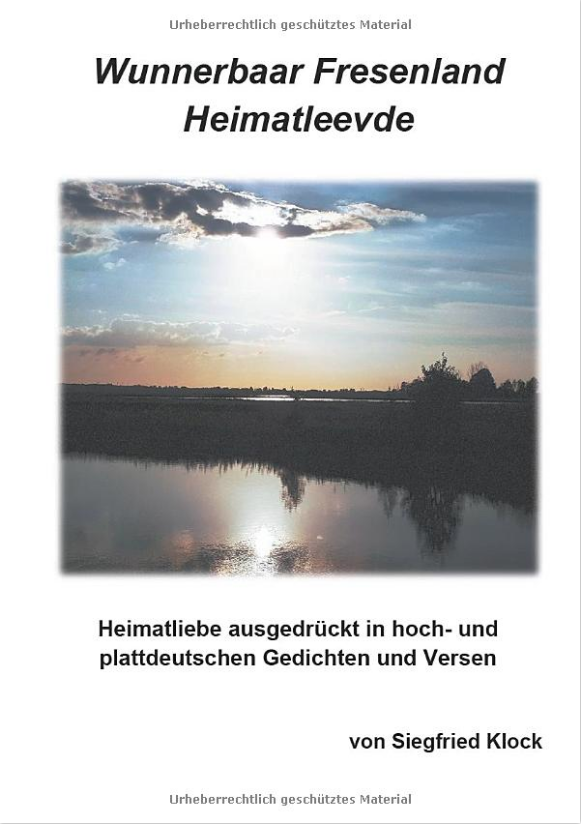 Urheberrechtlich geschütztes Material
Wunnerbaar Fresenland
Heimatleevde
Heimatliebe ausgedrückt in hoch- und
plattdeutschen Gedichten und Versen
von Siegfried Klock
Urheberrechtlich geschütztes Material